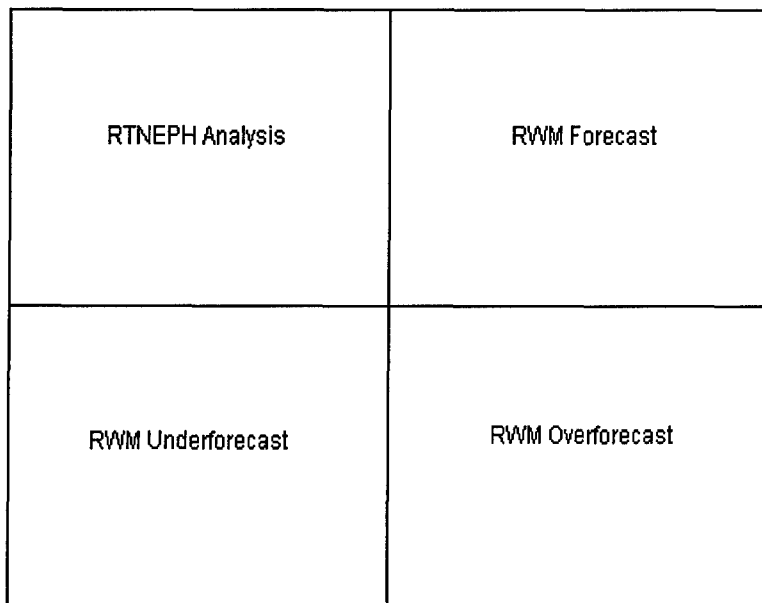 RTNEPH Analysis
RWM Forecast
RWM Underforecast
RWM Overforecast